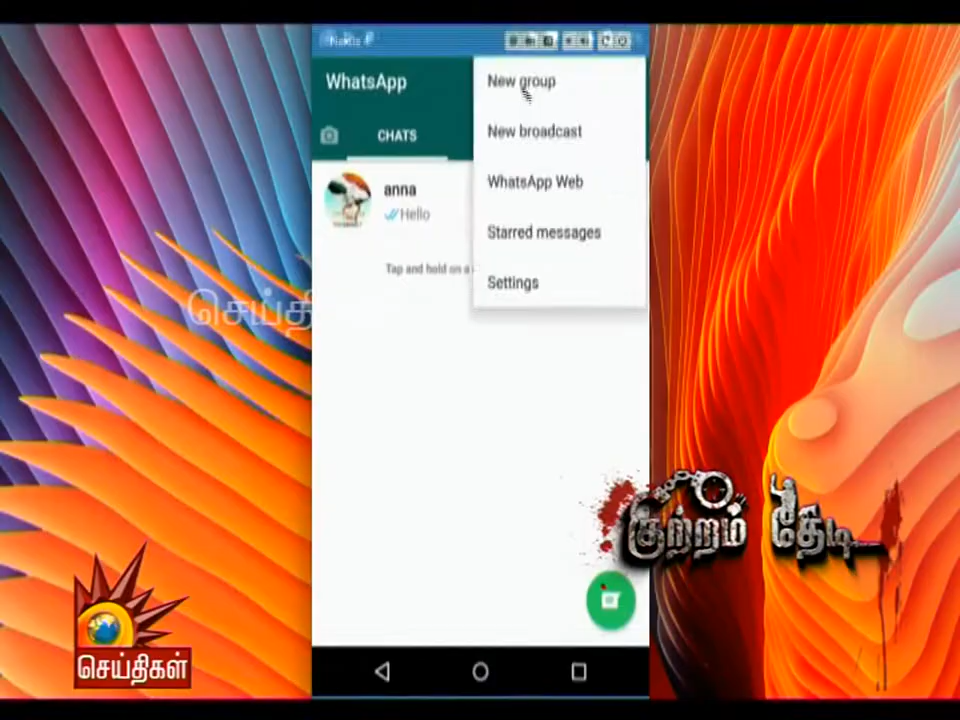 WhatsApp
New group
CHATS
New broadcast
WhatsApp Web
anna
Hello
Starred messages
Tap and hold on a
Settings
செய்தி
குற்றம் தேடி
செய்திகள்